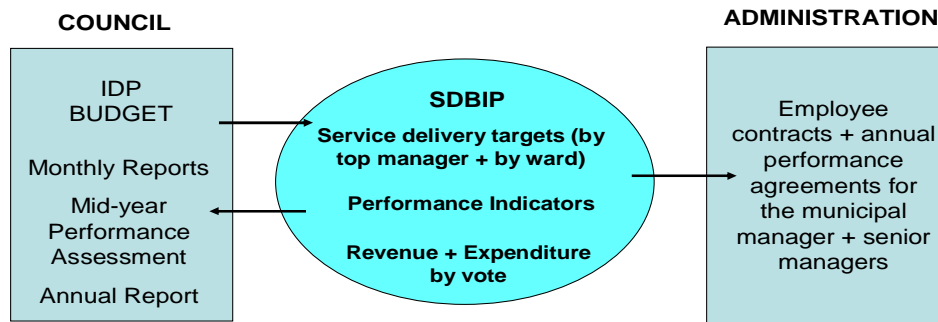 COUNCIL
IDP
BUDGET
Monthly Reports
Mid-year
Performance
Assessment
Annual Report
SDBIP
Service delivery targets (by
top manager + by ward)
Performance Indicators
Revenue + Expenditure
by vote
ADMINISTRATION
Employee
contracts + annual
performance
agreements for
the municipal
manager + senior
managers